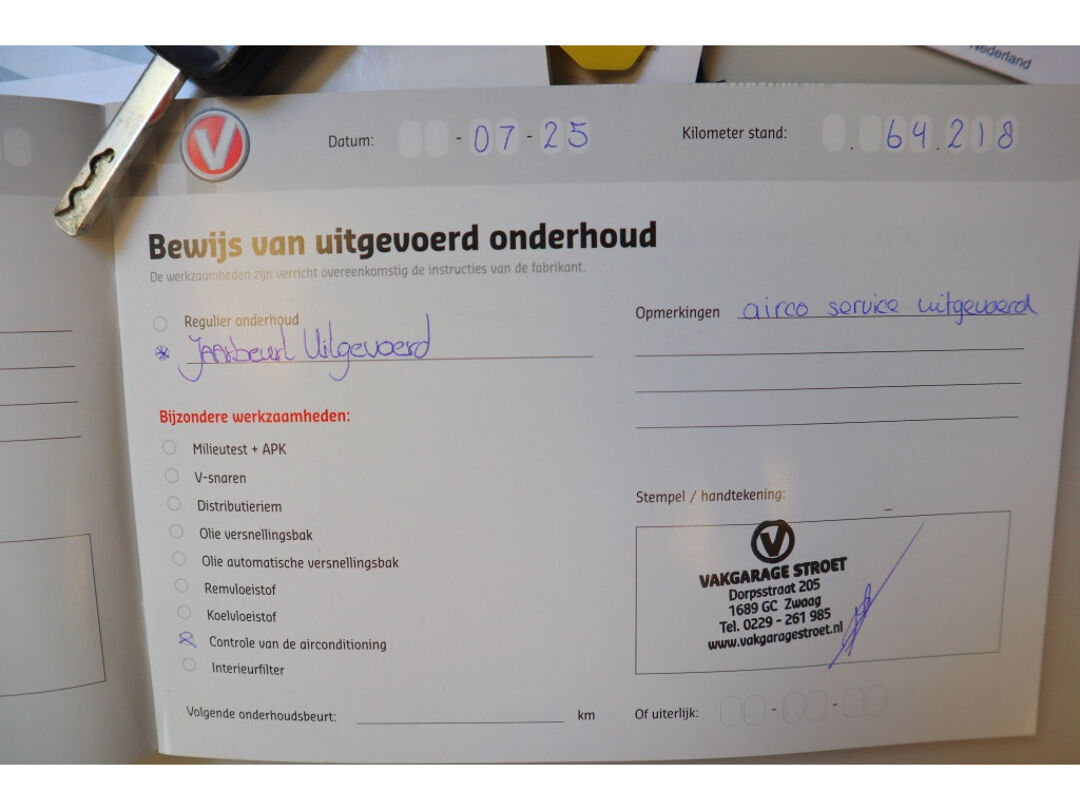 Nederland
V
Datum: - 07 - 25
Kilometer stand: . 64.218
Bewijs van uitgevoerd onderhoud
De werkzaamheden zijn verricht overeenkomstig de instructies van de fabrikant.
Regulier onderhoud
Jaarbeurt Uitgevoerd
Opmerkingen airco service uitgevoerd
Bijzondere werkzaamheden:
Milieutest + APK
V-snaren
Distributieriem
Olie versnellingsbak
Olie automatische versnellingsbak
Remvloeistof
Koelvloeistof
Controle van de airconditioning
Interieurfilter
Stempel / handtekening:
V
VAKGARAGE STROET
Dorpsstraat 205
1689 GC Zwaag
Tel. 0229 - 261 985
www.vakgaragestroet.nl
Volgende onderhoudsbeurt: km
Of uiterlijk: - -